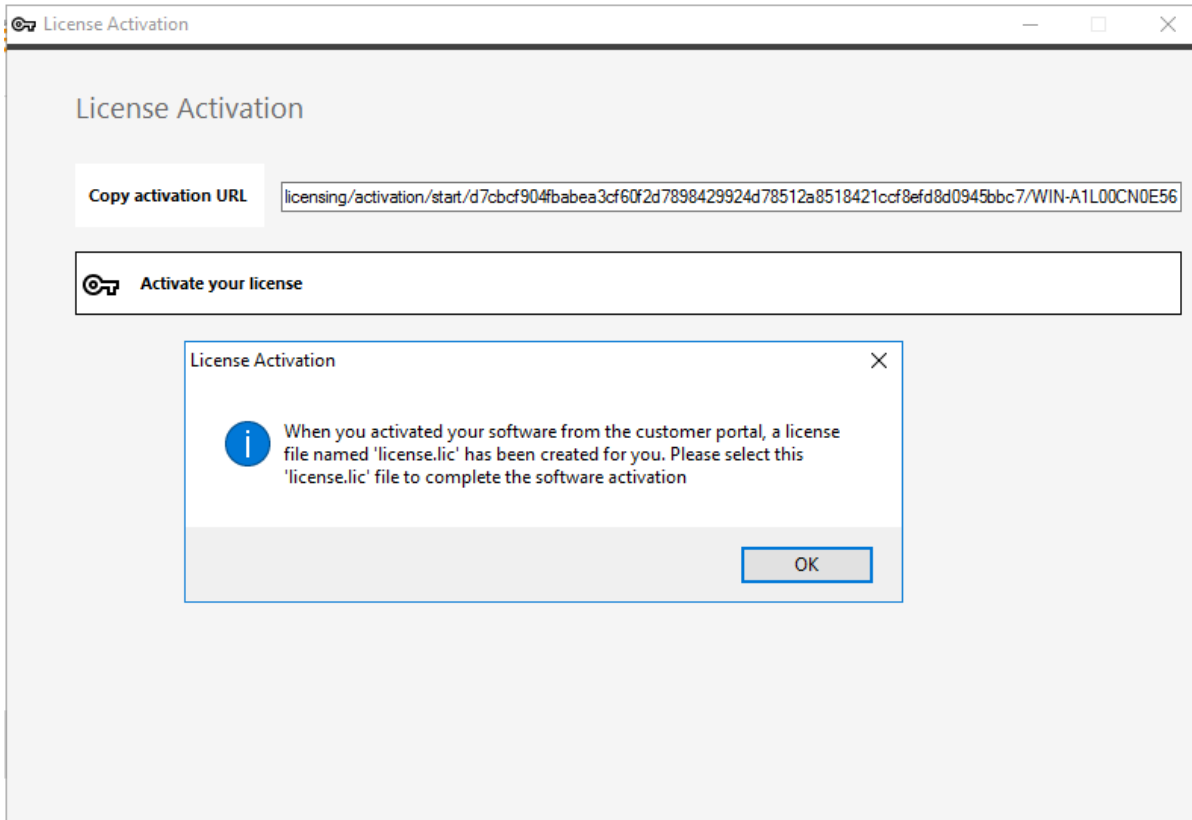 License Activation
License Activation
Copy activation URL
licensing/activation/start/d7cbcf904fbabea3cf60f2d7898429924d78512a8518421ccf8efd8d0945bbc7/WIN-A1L00CN0E56
Activate your license
License Activation
When you activated your software from the customer portal, a license
file named 'license.lic' has been created for you. Please select this
'license.lic' file to complete the software activation
OK